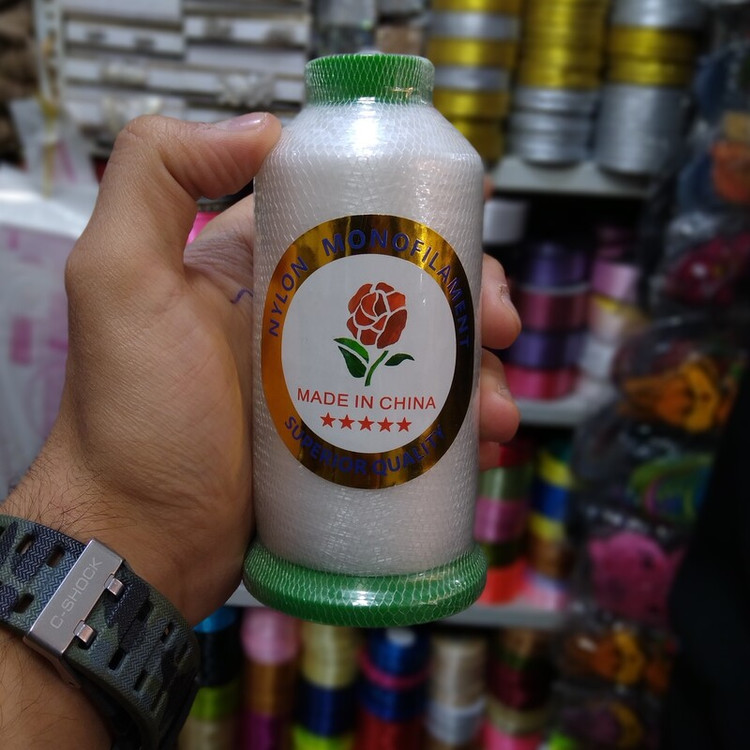 NYLON MONOFILAMENT
MADE IN CHINA
★★★★★
SUPERIOR QUALITY
C-SHOCK